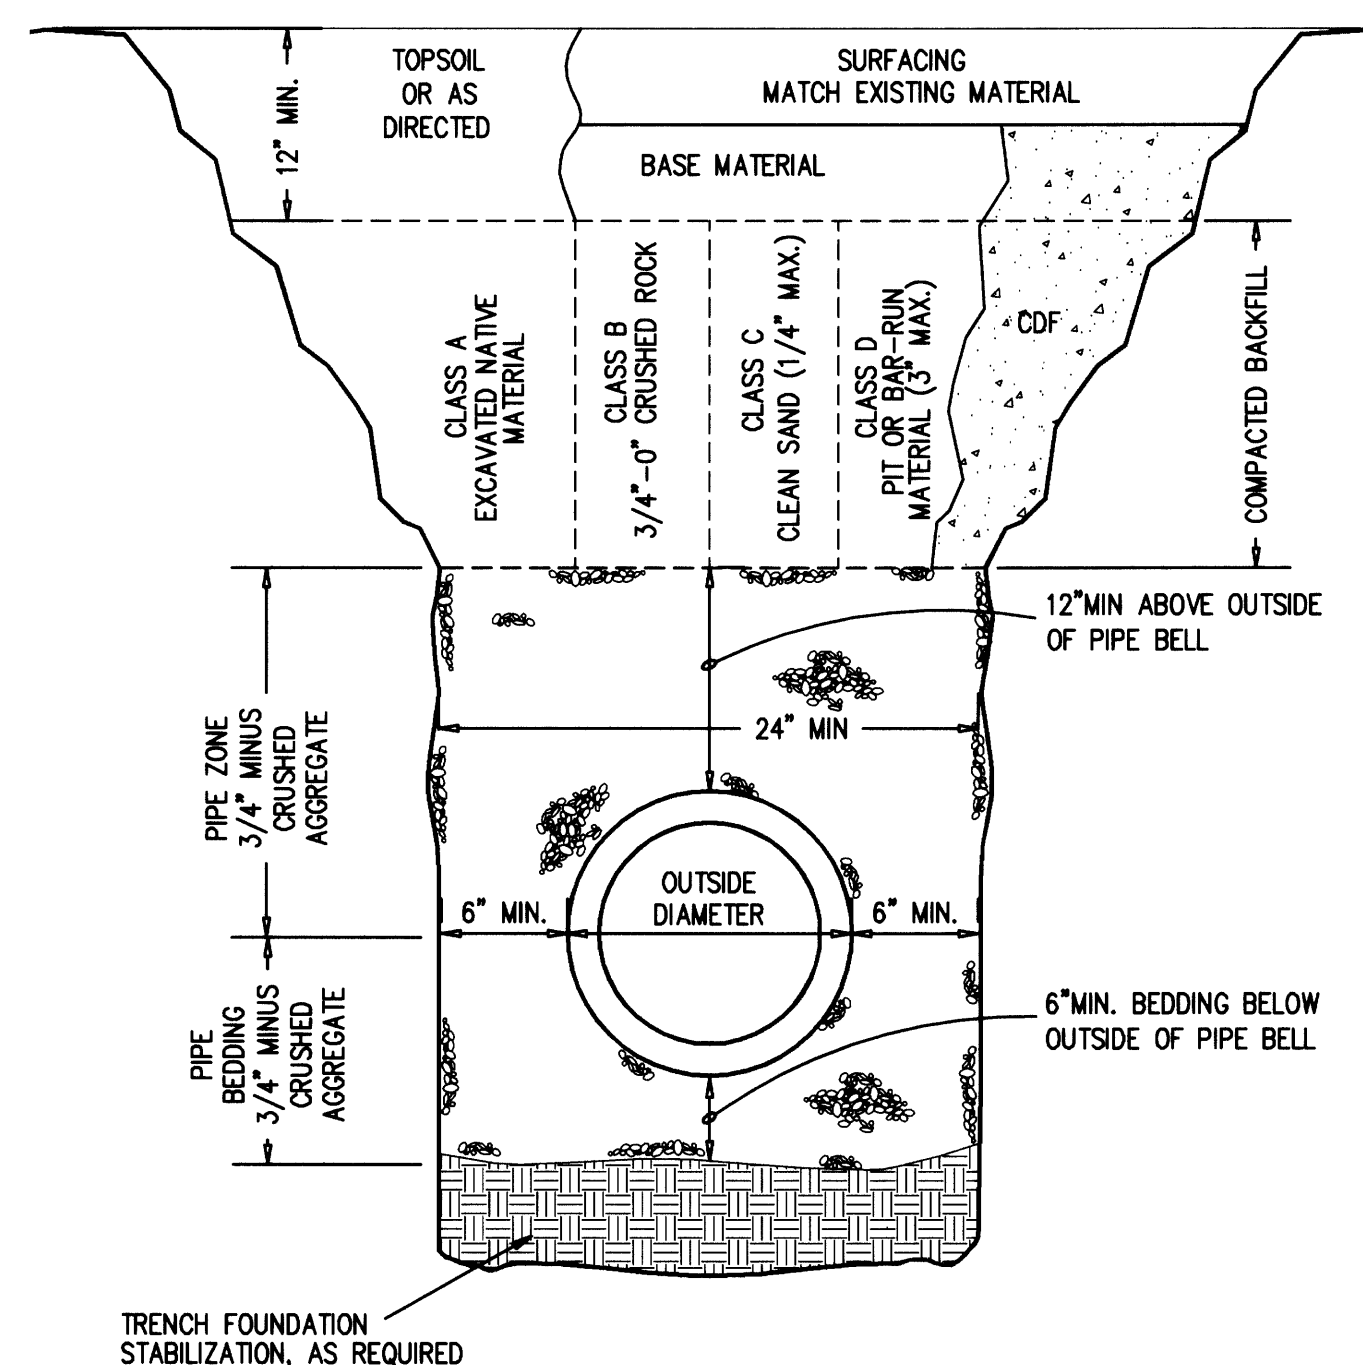 12" MIN.
TOPSOIL
OR AS
DIRECTED
SURFACING
MATCH EXISTING MATERIAL
BASE MATERIAL
CLASS A
EXCAVATED NATIVE
MATERIAL
CLASS B
3/4"-0" CRUSHED ROCK
CLASS C
CLEAN SAND (1/4" MAX.)
CLASS D
PIT OR BAR-RUN
MATERIAL (3" MAX.)
CDF
COMPACTED BACKFILL
12"MIN ABOVE OUTSIDE
OF PIPE BELL
24" MIN
PIPE ZONE
3/4" MINUS
CRUSHED
AGGREGATE
6" MIN.
OUTSIDE
DIAMETER
6" MIN.
PIPE
BEDDING
3/4" MINUS
CRUSHED
AGGREGATE
6"MIN. BEDDING BELOW
OUTSIDE OF PIPE BELL
TRENCH FOUNDATION
STABILIZATION, AS REQUIRED